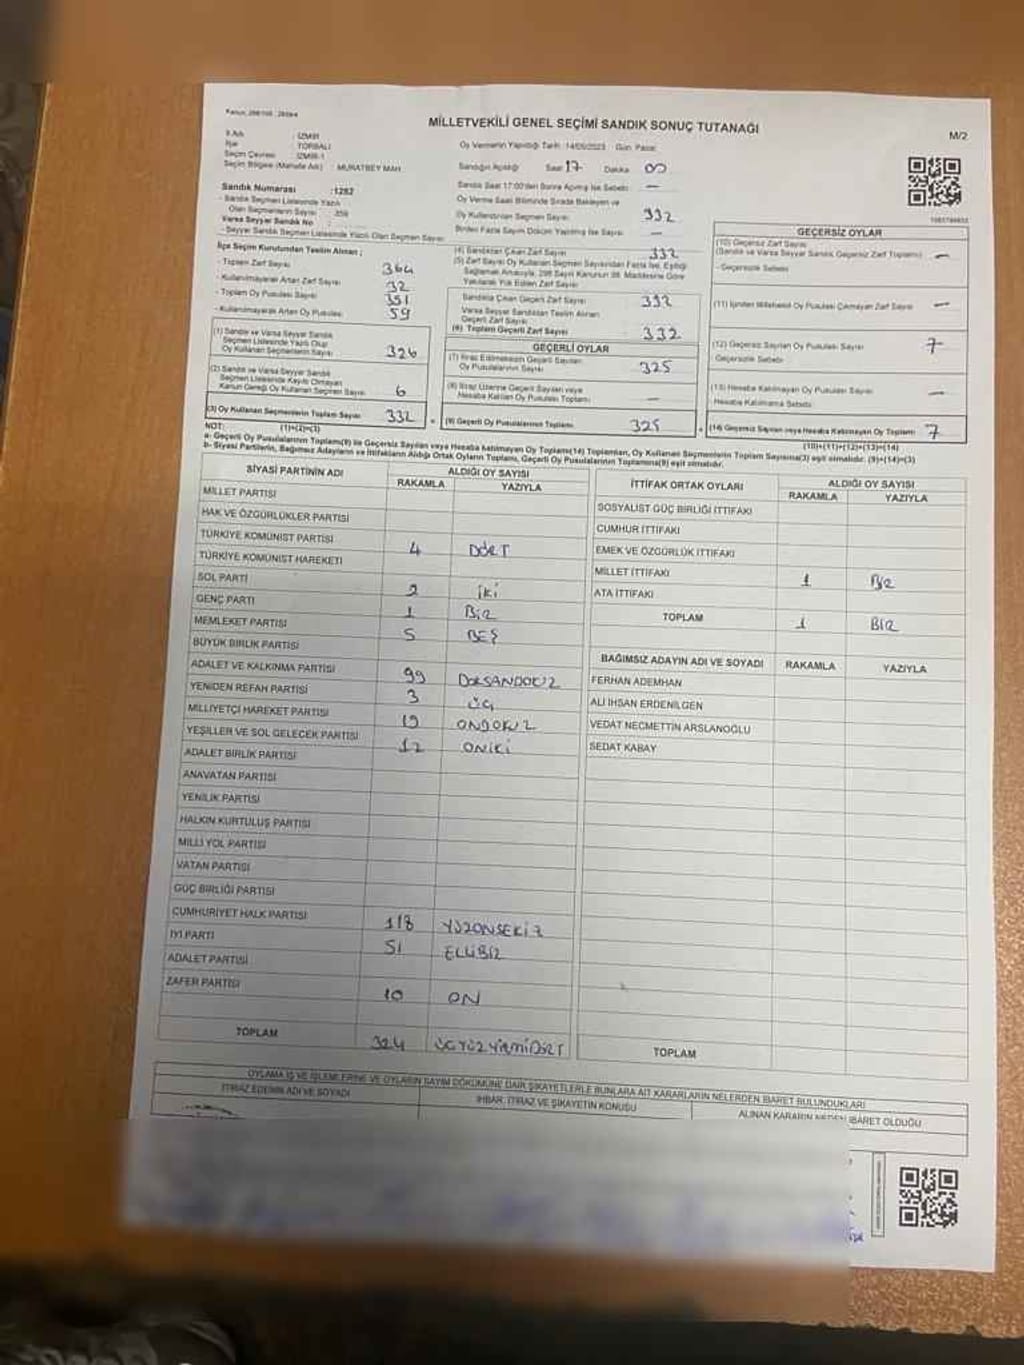 MİLLETVEKİLİ GENEL SEÇİMİ SANDIK SONUÇ TUTANAĞI
M/2
İli Adı : İZMİR
İlçe : TORBALI
Seçim Çevresi : İZMİR-1
Seçim Bölgesi (Mahalle Adı) : MURATBEY MAH
Oy Vermenin Yapıldığı Tarih: 14/05/2023 Gün: Pazar
Sandığın Açıldığı Saat 17 Dakika 00
Sandık Saat 17:00'den Sonra Açılmış İse Sebebi: —
Oy Verme Saati Bitiminde Sırada Bekleyen ve
Oy Kullandırılan Seçmen Sayısı: 332
Birden Fazla Sayım Döküm Yapılmış İse Sayısı: —
Sandık Numarası :1282
- Sandık Seçmen Listesinde Yazılı
Olan Seçmenlerin Sayısı
Varsa Seyyar Sandık No :
- Seyyar Sandık Seçmen Listesinde Yazılı Olan Seçmen Sayısı:
İlçe Seçim Kurulundan Teslim Alınan ;
- Toplam Zarf Sayısı 364
- Kullanılmayarak Artan Zarf Sayısı 32
- Toplam Oy Pusulası Sayısı 351
- Kullanılmayarak Artan Oy Pusulası 59
(1) Sandık ve Varsa Seyyar Sandık
Seçmen Listesinde Yazılı Olup
Oy Kullanan Seçmenlerin Sayısı 326
(2) Sandık ve Varsa Seyyar Sandık
Seçmen Listesinde Kayıtlı Olmayan
Kanun Gereği Oy Kullanan Seçmen Sayısı 6
(3) Oy Kullanan Seçmenlerin Toplam Sayısı 332
(1)+(2)=(3)
(4) Sandıktan Çıkan Zarf Sayısı 332
(5) Zarf Sayısı Oy Kullanan Seçmen Sayısından Fazla İse, Eşitliği
Sağlamak Amacıyla, 298 Sayılı Kanunun 98. Maddesine Göre
Yakılarak Yok Edilen Zarf Sayısı
Sandıkta Çıkan Geçerli Zarf Sayısı 332
Varsa Seyyar Sandıktan Teslim Alınan
Geçerli Zarf Sayısı
(6) Toplam Geçerli Zarf Sayısı 332
GEÇERLİ OYLAR
(7) İtiraz Edilmeksizin Geçerli Sayılan
Oy Pusulalarının Sayısı 325
(8) İtiraz Üzerine Geçerli Sayılan veya
Hesaba Katılan Oy Pusulası Toplamı —
(9) Geçerli Oy Pusulalarının Toplamı 325
GEÇERSİZ OYLAR
(10) Geçersiz Zarf Sayısı
(Sandık ve Varsa Seyyar Sandık Geçersiz Zarf Toplamı) —
- Geçersizlik Sebebi
(11) İçinden Milletvekili Oy Pusulası Çıkmayan Zarf Sayısı —
(12) Geçersiz Sayılan Oy Pusulası Sayısı 7
Geçersizlik Sebebi
(13) Hesaba Katılmayan Oy Pusulası Sayısı —
Hesaba Katılmama Sebebi
(14) Geçersiz Sayılan veya Hesaba Katılmayan Oy Toplamı 7
(10)+(11)+(12)+(13)=(14)
NOT:
a- Geçerli Oy Pusulalarının Toplamı(9) ile Geçersiz Sayılan veya Hesaba Katılmayan Oy Toplamı(14) Toplamları, Oy Kullanan Seçmenlerin Toplam Sayısına(3) eşit olmalıdır. (9)+(14)=(3)
b- Siyasi Partilerin, Bağımsız Adayların ve İttifakların Aldığı Ortak Oyların Toplamı, Geçerli Oy Pusulalarının Toplamına(9) eşit olmalıdır.
SİYASİ PARTİNİN ADI ALDIĞI OY SAYISI
RAKAMLA YAZIYLA
MİLLET PARTİSİ
HAK VE ÖZGÜRLÜKLER PARTİSİ
TÜRKİYE KOMÜNİST PARTİSİ
TÜRKİYE KOMÜNİST HAREKETİ 4 DÖRT
SOL PARTİ
GENÇ PARTİ 2 İKİ
MEMLEKET PARTİSİ 1 BİR
BÜYÜK BİRLİK PARTİSİ 5 BEŞ
ADALET VE KALKINMA PARTİSİ 99 DOKSANDOKUZ
YENİDEN REFAH PARTİSİ 3 ÜÇ
MİLLİYETÇİ HAREKET PARTİSİ 19 ONDOKUZ
YEŞİLLER VE SOL GELECEK PARTİSİ 12 ONİKİ
ADALET BİRLİK PARTİSİ
ANAVATAN PARTİSİ
YENİLİK PARTİSİ
HALKIN KURTULUŞ PARTİSİ
MİLLİ YOL PARTİSİ
VATAN PARTİSİ
GÜÇ BİRLİĞİ PARTİSİ
CUMHURİYET HALK PARTİSİ 118 YÜZONSEKİZ
İYİ PARTİ 51 ELLİBİR
ADALET PARTİSİ
ZAFER PARTİSİ 10 ON
TOPLAM 324 ÜÇYÜZYİRMİDÖRT
İTTİFAK ORTAK OYLARI ALDIĞI OY SAYISI
RAKAMLA YAZIYLA
SOSYALİST GÜÇ BİRLİĞİ İTTİFAKI
CUMHUR İTTİFAKI
EMEK VE ÖZGÜRLÜK İTTİFAKI
MİLLET İTTİFAKI 1 BİR
ATA İTTİFAKI
TOPLAM 1 BİR
BAĞIMSIZ ADAYIN ADI VE SOYADI RAKAMLA YAZIYLA
FERHAN ADEMHAN
ALİ İHSAN ERDENİLGEN
VEDAT NECMETTİN ARSLANOĞLU
SEDAT KABAY
TOPLAM
OYLAMA İŞ VE İŞLEMLERİNE VE OYLARIN SAYIM DÖKÜMÜNE DAİR ŞİKAYETLERLE BUNLARA AİT KARARLARIN NELERDEN İBARET BULUNDUKLARI
İTİRAZ EDENİN ADI VE SOYADI İHBAR, İTİRAZ VE ŞİKAYETİN KONUSU ALINAN KARARIN NEDEN İBARET OLDUĞU